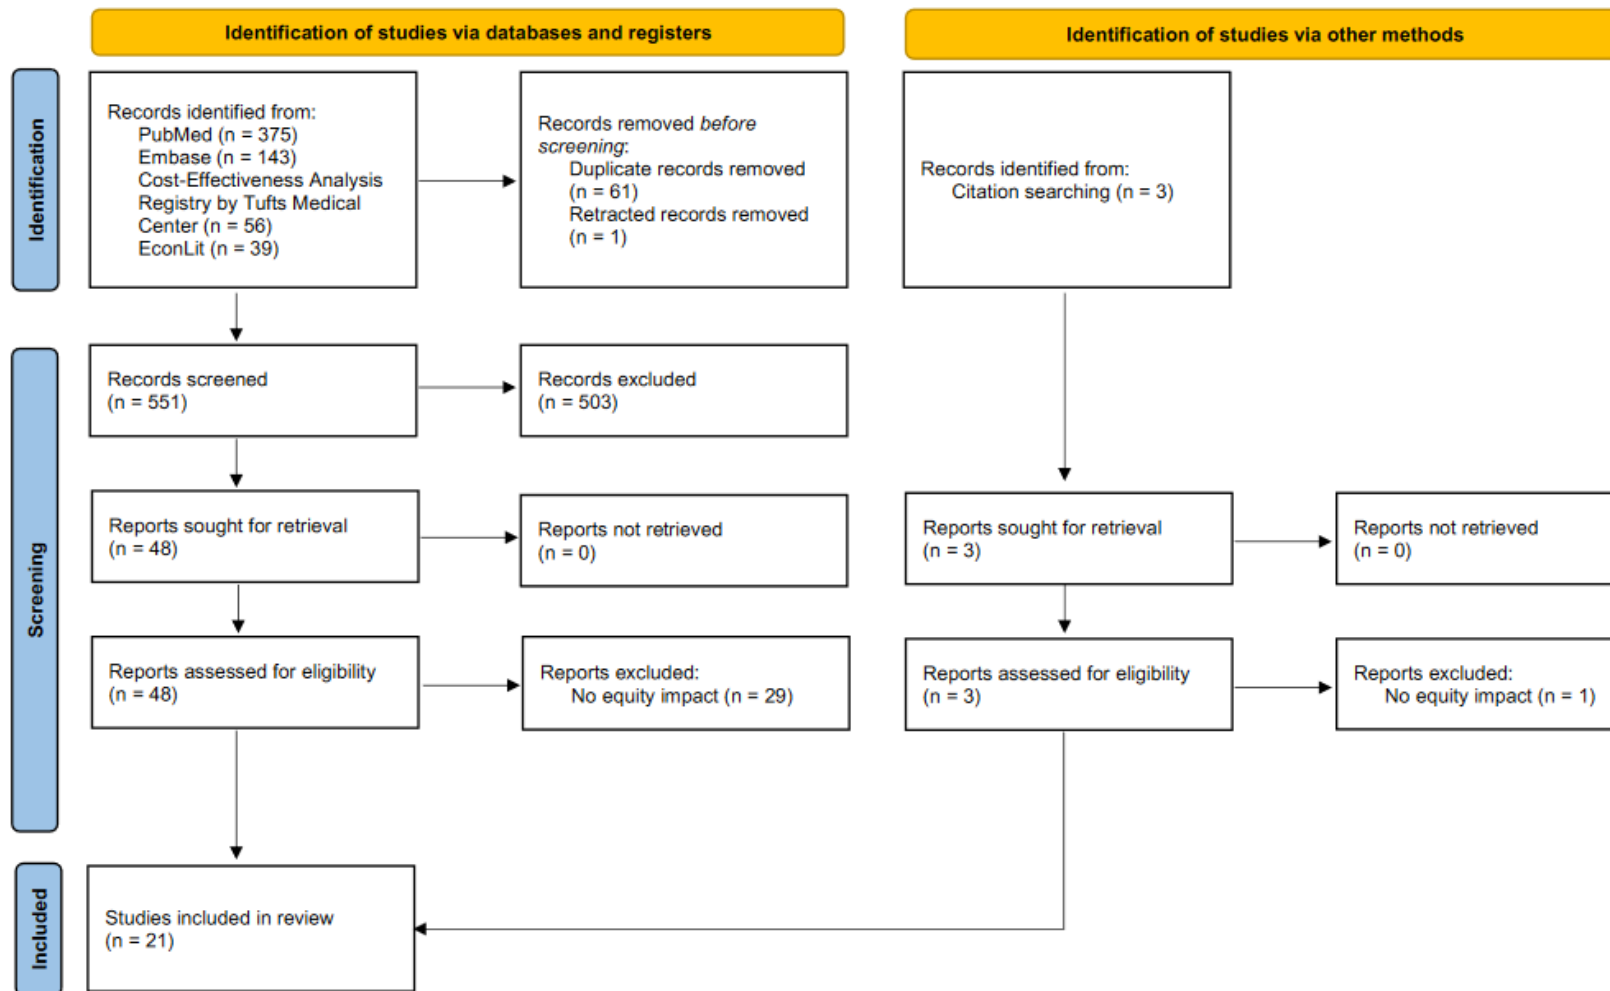 Identification of studies via databases and registers
Identification of studies via other methods
Identification
Records identified from:
PubMed (n = 375)
Embase (n = 143)
Cost-Effectiveness Analysis
Registry by Tufts Medical
Center (n = 56)
EconLit (n = 39)
Records removed before
screening:
Duplicate records removed
(n = 61)
Retracted records removed
(n = 1)
Records identified from:
Citation searching (n = 3)
Screening
Records screened
(n = 551)
Records excluded
(n = 503)
Reports sought for retrieval
(n = 48)
Reports not retrieved
(n = 0)
Reports sought for retrieval
(n = 3)
Reports not retrieved
(n = 0)
Reports assessed for eligibility
(n = 48)
Reports excluded:
No equity impact (n = 29)
Reports assessed for eligibility
(n = 3)
Reports excluded:
No equity impact (n = 1)
Included
Studies included in review
(n = 21)